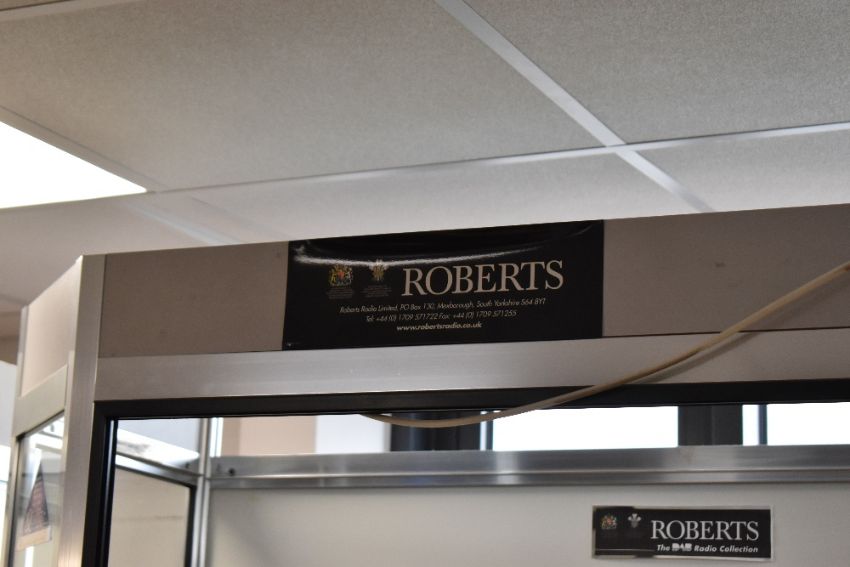 ROBERTS
Roberts Radio Limited, PO Box 130, Mexborough, South Yorkshire S64 8YT
Tel: +44 (0) 1709 571722 Fax: +44 (0) 1709 571255
www.robertsradio.co.uk
ROBERTS
The DAB Radio Collection